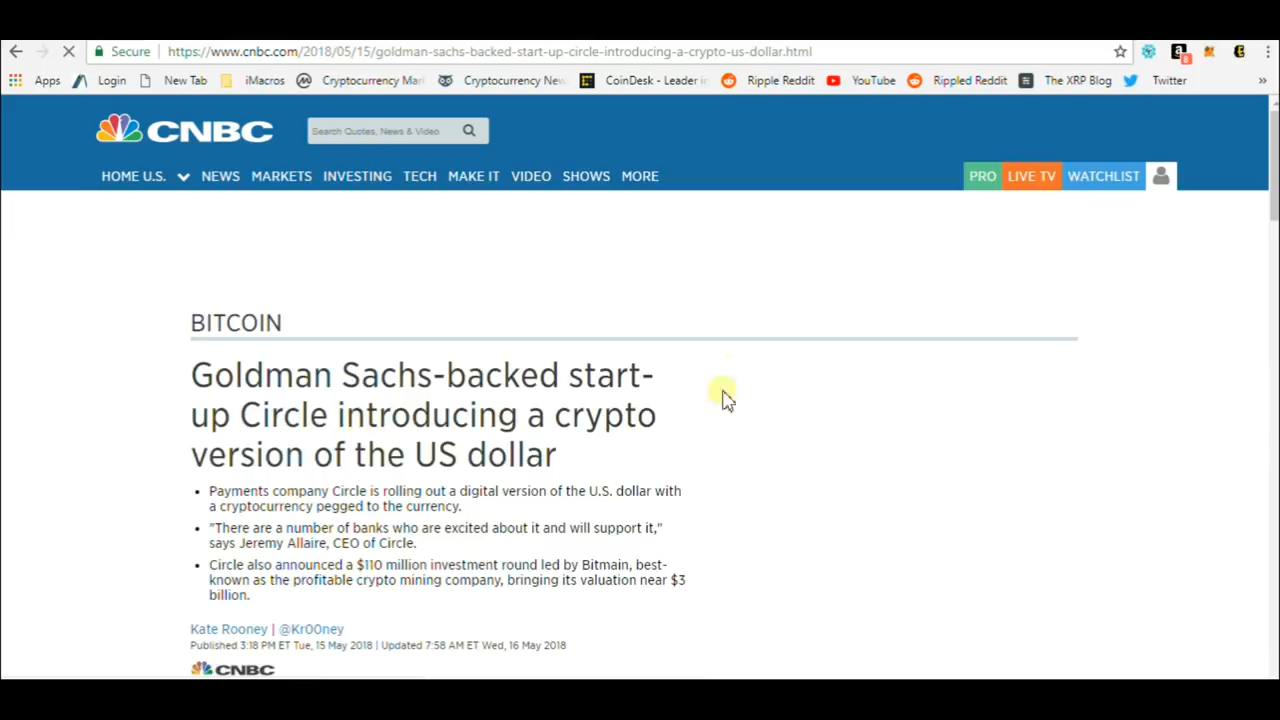 Secure https://www.cnbc.com/2018/05/15/goldman-sachs-backed-start-up-circle-introducing-a-crypto-us-dollar.html
8
Apps Login New Tab iMacros Cryptocurrency Mar Cryptocurrency New CoinDesk - Leader in Ripple Reddit YouTube Rippled Reddit The XRP Blog Twitter »
CNBC Search Quotes, News & Video
HOME U.S. NEWS MARKETS INVESTING TECH MAKE IT VIDEO SHOWS MORE PRO LIVE TV WATCHLIST
BITCOIN
Goldman Sachs-backed start-
up Circle introducing a crypto
version of the US dollar
• Payments company Circle is rolling out a digital version of the U.S. dollar with
a cryptocurrency pegged to the currency.
• "There are a number of banks who are excited about it and will support it,"
says Jeremy Allaire, CEO of Circle.
• Circle also announced a $110 million investment round led by Bitmain, best-
known as the profitable crypto mining company, bringing its valuation near $3
billion.
Kate Rooney | @Kr00ney
Published 3:18 PM ET Tue, 15 May 2018 | Updated 7:58 AM ET Wed, 16 May 2018
CNBC